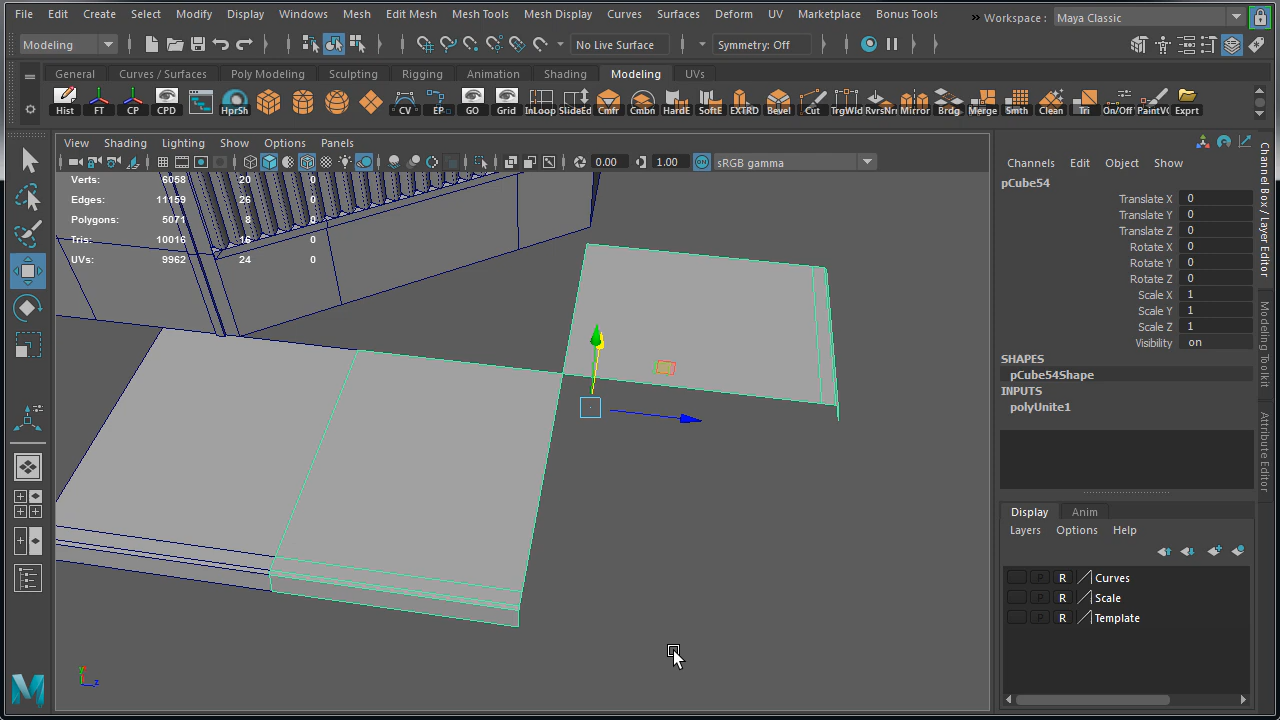 File Edit Create Select Modify Display Windows Mesh Edit Mesh Mesh Tools Mesh Display Curves Surfaces Deform UV Marketplace Bonus Tools » Workspace : Maya Classic
Modeling No Live Surface Symmetry: Off
General Curves / Surfaces Poly Modeling Sculpting Rigging Animation Shading Modeling UVs
Hist FT CP CPD HprSh CV EP GO Grid InLoop SlideEd Cmfr Cmbn HardE SoftE EXTRD Bevel Cut TrgWld RvrsNrr Mirror Brdg Merge Smth Clean Tri On/Off PaintVC Exprt
View Shading Lighting Show Options Panels
0.00 1.00 ON sRGB gamma
Verts: 6058 20 0
Edges: 11159 26 0
Polygons: 5071 8 0
Tris: 10016 16 0
UVs: 9962 24 0
y
z
Channels Edit Object Show
pCube54
Translate X 0
Translate Y 0
Translate Z 0
Rotate X 0
Rotate Y 0
Rotate Z 0
Scale X 1
Scale Y 1
Scale Z 1
Visibility on
SHAPES
pCube54Shape
INPUTS
polyUnite1
Display Anim
Layers Options Help
P R Curves
P R Scale
P R Template
Channel Box / Layer Editor
Modeling Toolkit
Attribute Editor